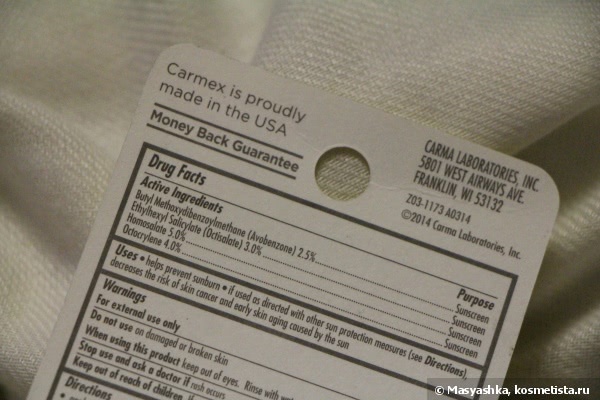 Carmex is proudly
made in the USA
Money Back Guarantee
CARMA LABORATORIES, INC.
5801 WEST AIRWAYS AVE.
FRANKLIN, WI 53132
203-1173 A0314
©2014 Carma Laboratories, Inc.
Drug Facts
Active Ingredients Purpose
Butyl Methoxydibenzoylmethane (Avobenzone) 2.5% Sunscreen
Ethylhexyl Salicylate (Octisalate) 3.0% Sunscreen
Homosalate 5.0% Sunscreen
Octocrylene 4.0% Sunscreen
Uses • helps prevent sunburn • if used as directed with other sun protection measures (see Directions),
decreases the risk of skin cancer and early skin aging caused by the sun
Warnings
For external use only
Do not use on damaged or broken skin
When using this product keep out of eyes. Rinse with
Stop use and ask a doctor if rash occurs
Keep out of reach of children. If
Directions
© Masyashka, kosmetista.ru